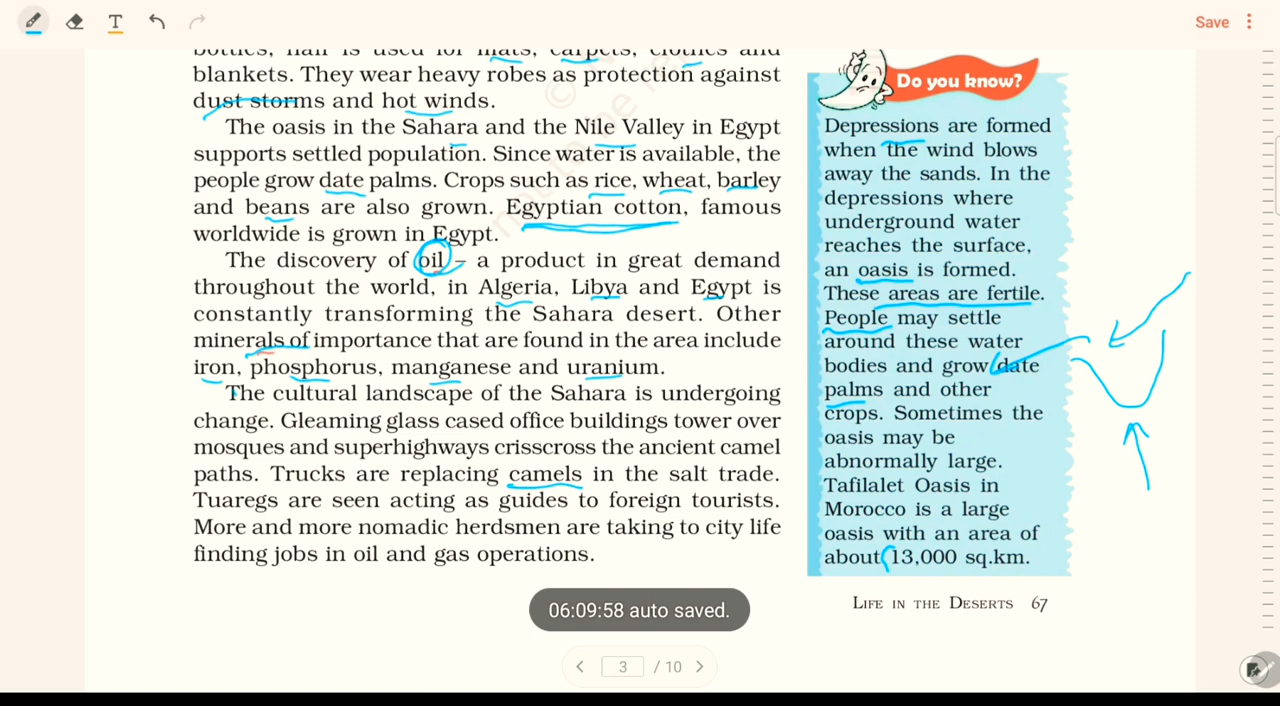 Save
bottles, hair is used for mats, carpets, clothes and
blankets. They wear heavy robes as protection against
dust storms and hot winds.
The oasis in the Sahara and the Nile Valley in Egypt
supports settled population. Since water is available, the
people grow date palms. Crops such as rice, wheat, barley
and beans are also grown. Egyptian cotton, famous
worldwide is grown in Egypt.
The discovery of oil – a product in great demand
throughout the world, in Algeria, Libya and Egypt is
constantly transforming the Sahara desert. Other
minerals of importance that are found in the area include
iron, phosphorus, manganese and uranium.
The cultural landscape of the Sahara is undergoing
change. Gleaming glass cased office buildings tower over
mosques and superhighways crisscross the ancient camel
paths. Trucks are replacing camels in the salt trade.
Tuaregs are seen acting as guides to foreign tourists.
More and more nomadic herdsmen are taking to city life
finding jobs in oil and gas operations.
Do you know?
Depressions are formed
when the wind blows
away the sands. In the
depressions where
underground water
reaches the surface,
an oasis is formed.
These areas are fertile.
People may settle
around these water
bodies and grow date
palms and other
crops. Sometimes the
oasis may be
abnormally large.
Tafilalet Oasis in
Morocco is a large
oasis with an area of
about 13,000 sq.km.
LIFE IN THE DESERTS 67
06:09:58 auto saved.
3 / 10